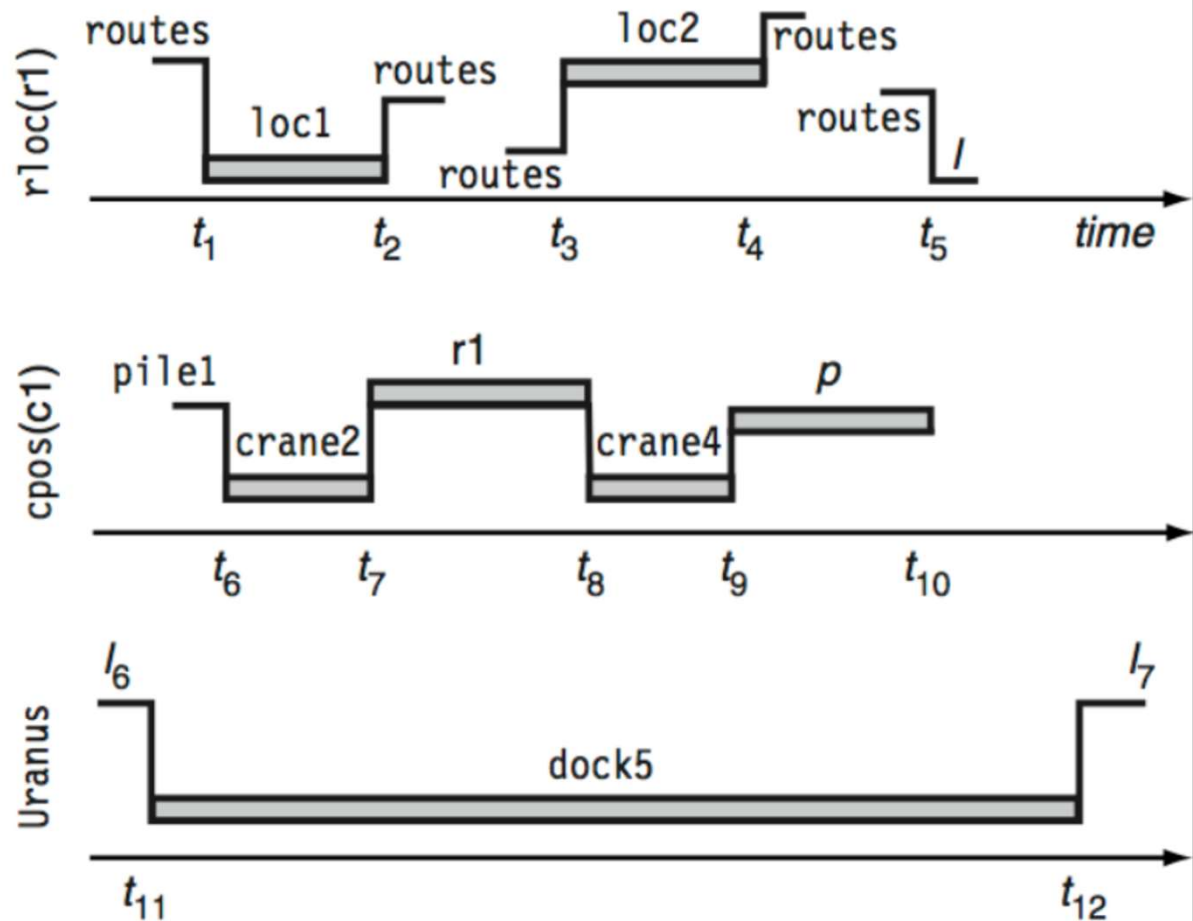 rloc(r1)
routes
loc1
routes
routes
loc2
routes
routes
l
t1 t2 t3 t4 t5 time
cpos(c1)
pile1
crane2
r1
crane4
p
t6 t7 t8 t9 t10
Uranus
l6
dock5
l7
t11 t12